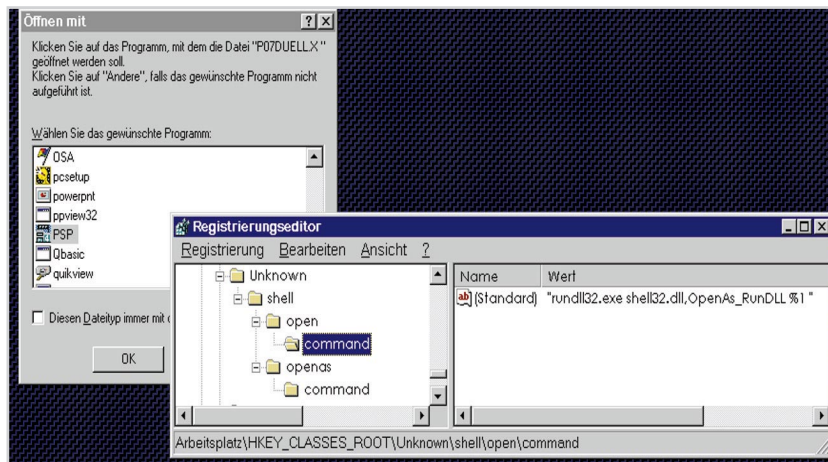 Öffnen mit
Klicken Sie auf das Programm, mit dem die Datei "P07DUELL.X"
geöffnet werden soll.
Klicken Sie auf "Andere", falls das gewünschte Programm nicht
aufgeführt ist.
Wählen Sie das gewünschte Programm:
OSA
pcsetup
powerpnt
ppview32
PSP
Qbasic
quikview
Diesen Dateityp immer mit
OK
Registrierungseditor
Registrierung Bearbeiten Ansicht ?
Unknown
shell
open
command
openas
command
Name Wert
(Standard) "rundll32.exe shell32.dll,OpenAs_RunDLL %1 "
Arbeitsplatz\HKEY_CLASSES_ROOT\Unknown\shell\open\command